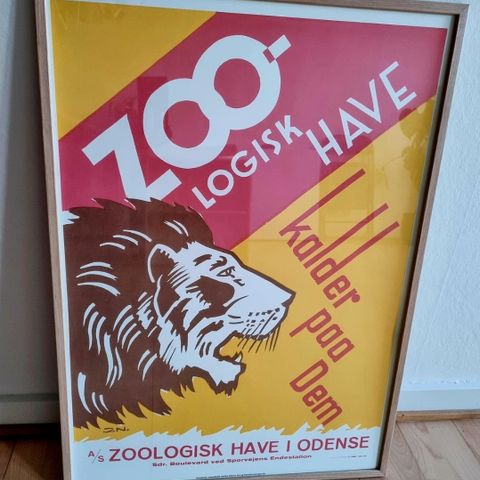 ZOO-
LOGISK HAVE
kalder paa Dem
J.N.
A/S ZOOLOGISK HAVE I ODENSE
Sdr. Boulevard ved Sporvejens Endestation